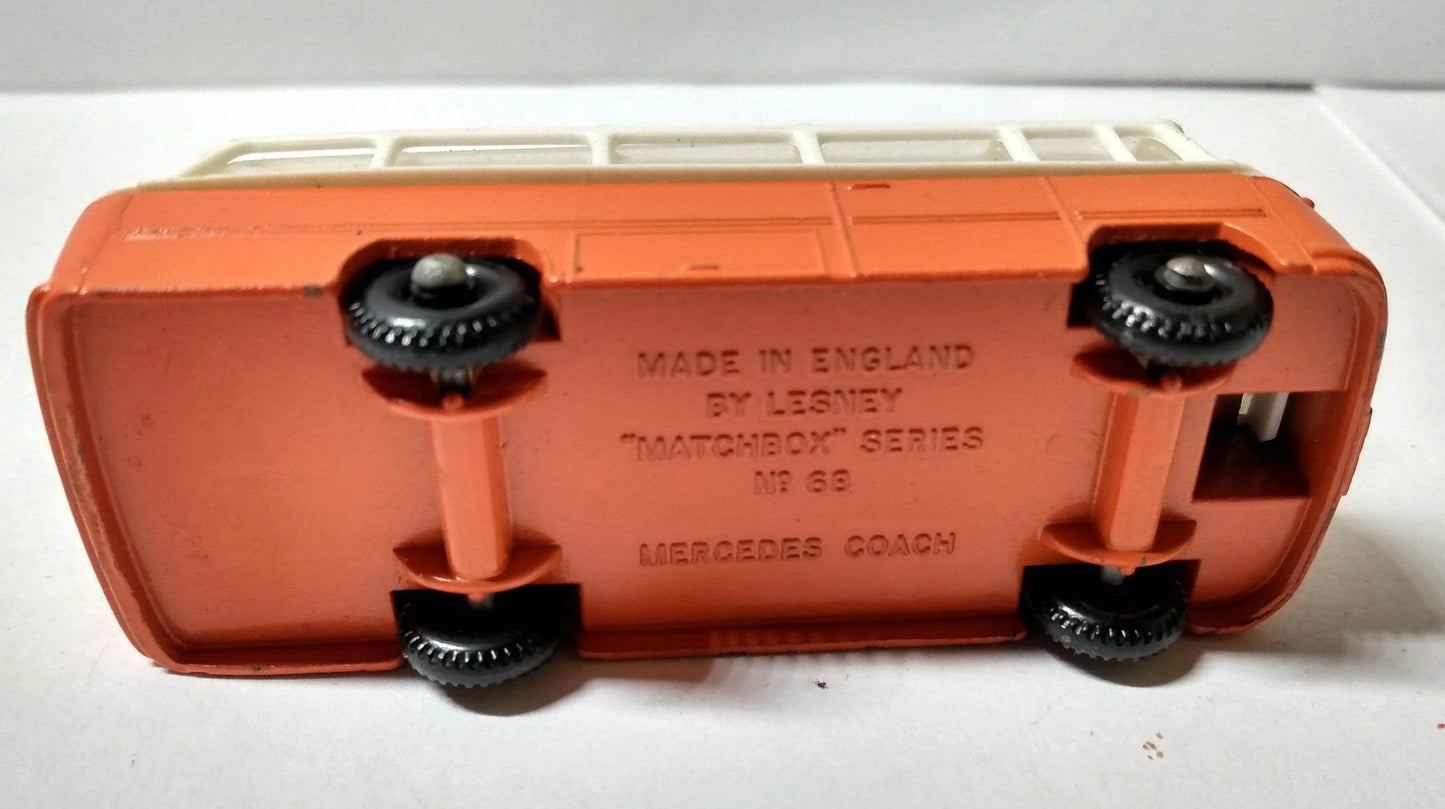 MADE IN ENGLAND
BY LESNEY
"MATCHBOX" SERIES
Nº 68
MERCEDES COACH